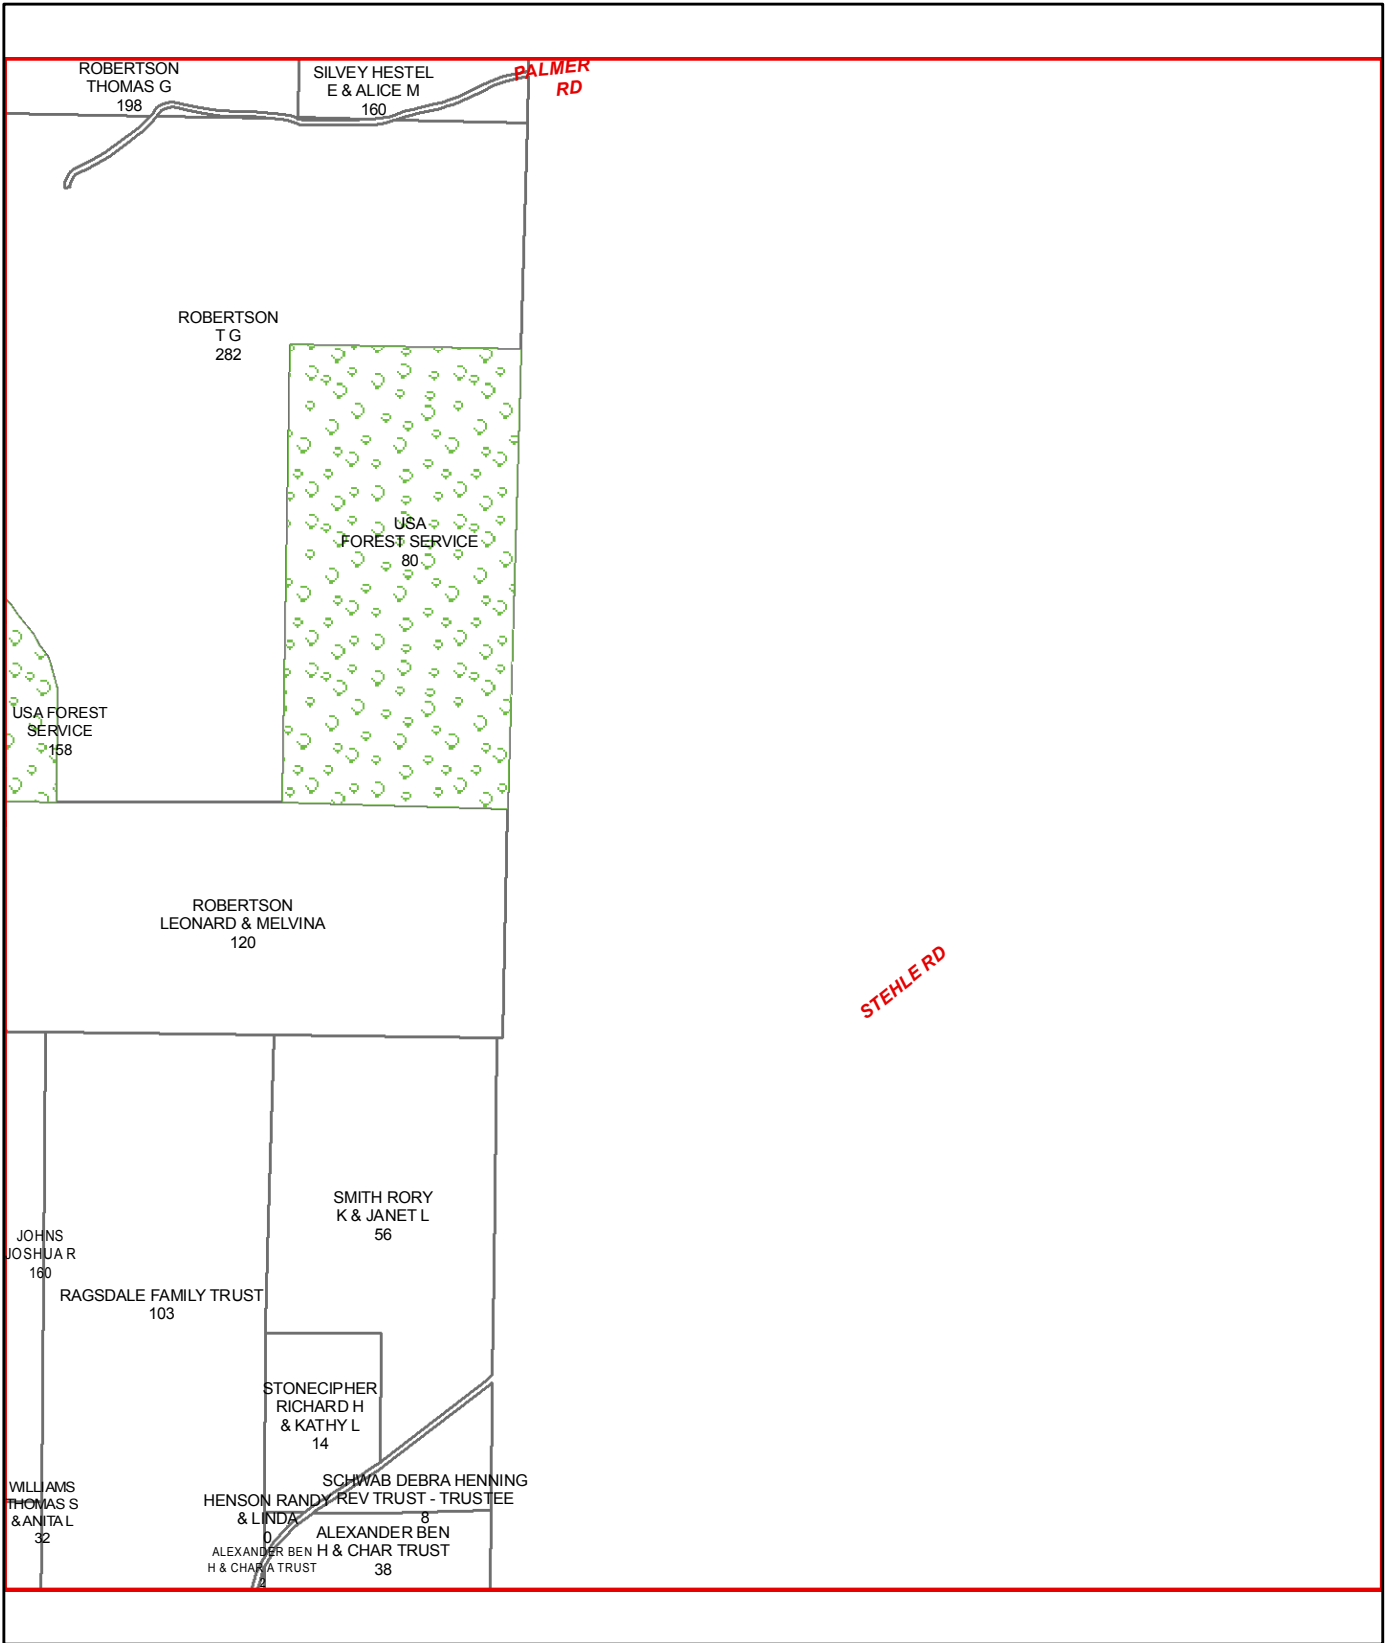 ROBERTSON
THOMAS G
198
SILVEY HESTEL
E & ALICE M
160
PALMER
RD
ROBERTSON
T G
282
USA
FOREST SERVICE
80
USA FOREST
SERVICE
158
ROBERTSON
LEONARD & MELVINA
120
STEHLE RD
SMITH RORY
K & JANET L
56
JOHNS
JOSHUA R
160
RAGSDALE FAMILY TRUST
103
STONECIPHER
RICHARD H
& KATHY L
14
WILLIAMS
THOMAS S
& ANITA L
32
HENSON RANDY
& LINDA
0
SCHWAB DEBRA HENNING
REV TRUST - TRUSTEE
8
ALEXANDER BEN
H & CHAR TRUST
38
ALEXANDER BEN
H & CHAR A TRUST
2